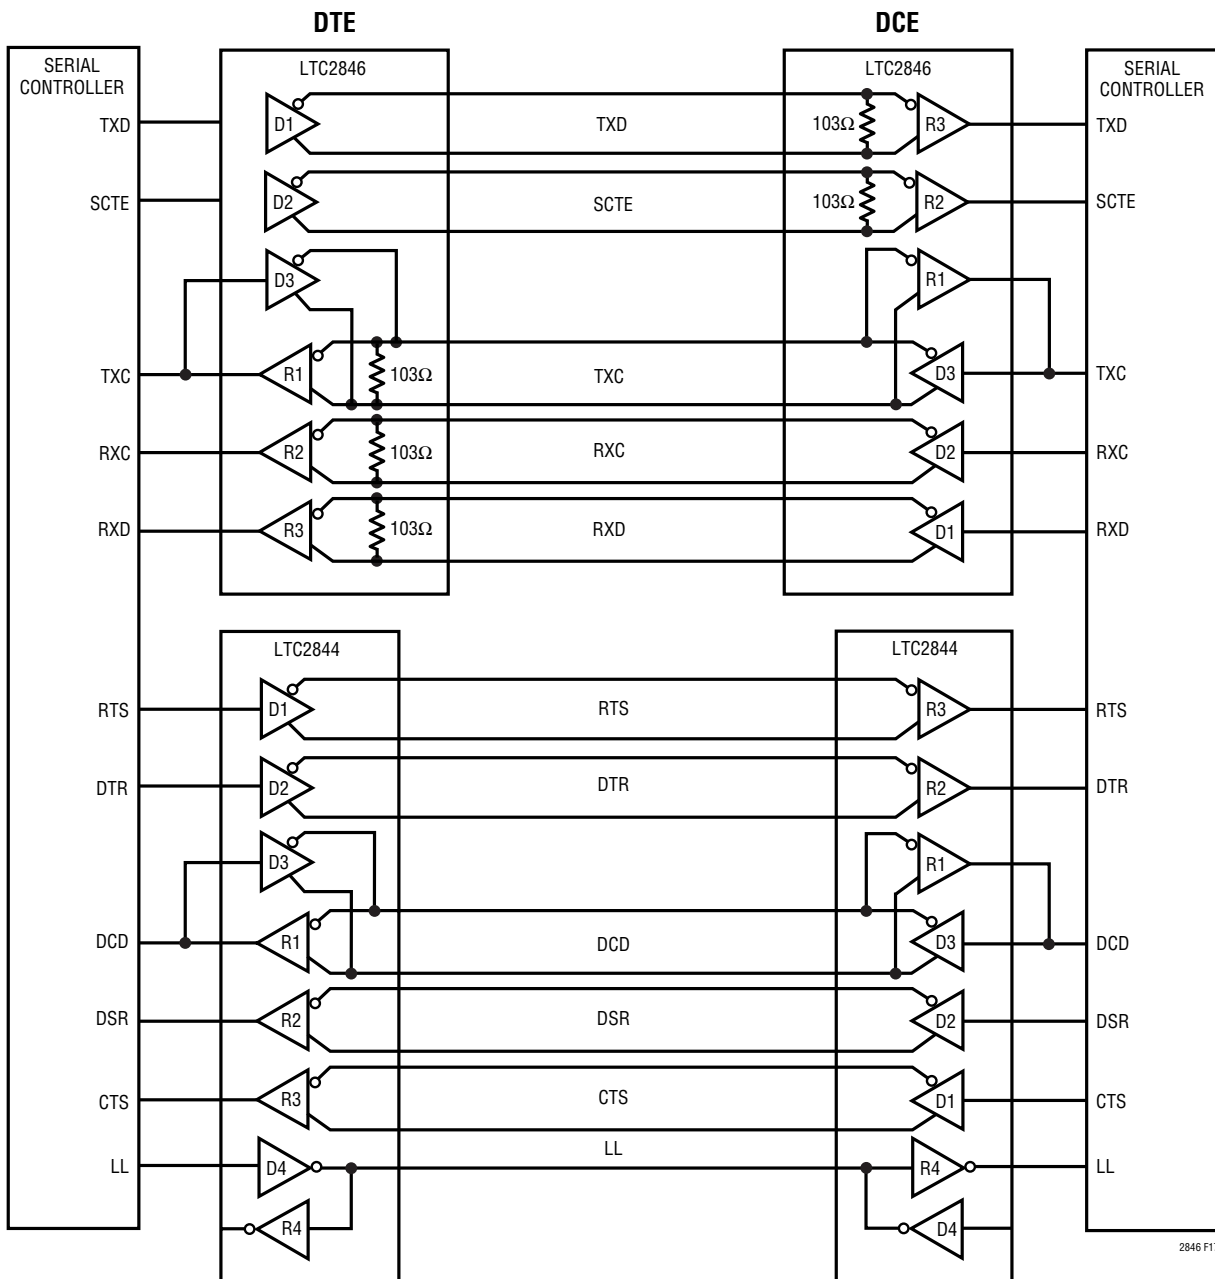 DTE
DCE
SERIAL
CONTROLLER
LTC2846
LTC2846
SERIAL
CONTROLLER
TXD
D1
TXD
103Ω
R3
TXD
SCTE
D2
SCTE
103Ω
R2
SCTE
D3
R1
TXC
R1
103Ω
TXC
D3
TXC
RXC
R2
103Ω
RXC
D2
RXC
RXD
R3
103Ω
RXD
D1
RXD
LTC2844
LTC2844
RTS
D1
RTS
R3
RTS
DTR
D2
DTR
R2
DTR
D3
R1
DCD
R1
DCD
D3
DCD
DSR
R2
DSR
D2
DSR
CTS
R3
CTS
D1
CTS
LL
D4
LL
R4
LL
R4
D4